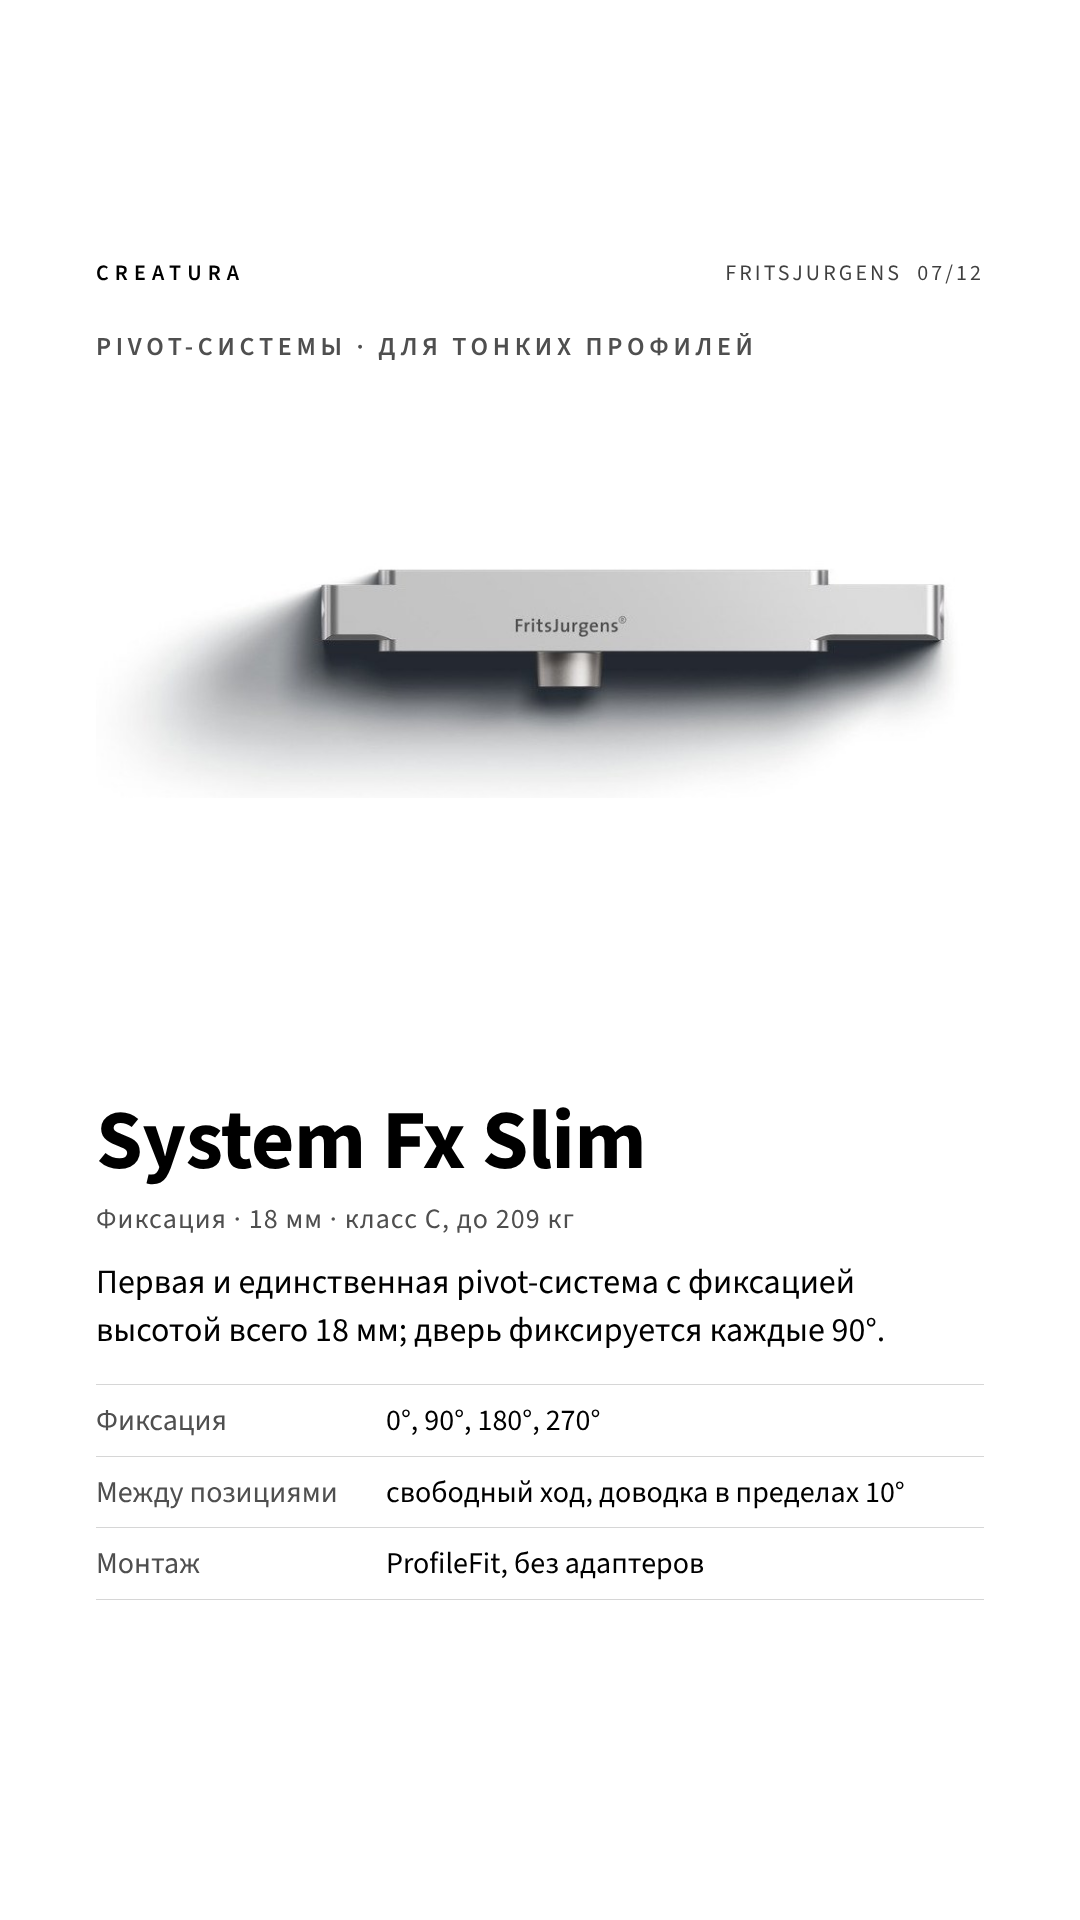 CREATURA
FRITSJURGENS 07/12
PIVOT-СИСТЕМЫ · ДЛЯ ТОНКИХ ПРОФИЛЕЙ
FritsJurgens®
System Fx Slim
Фиксация · 18 мм · класс C, до 209 кг
Первая и единственная pivot-система с фиксацией
высотой всего 18 мм; дверь фиксируется каждые 90°.
Фиксация 0°, 90°, 180°, 270°
Между позициями свободный ход, доводка в пределах 10°
Монтаж ProfileFit, без адаптеров